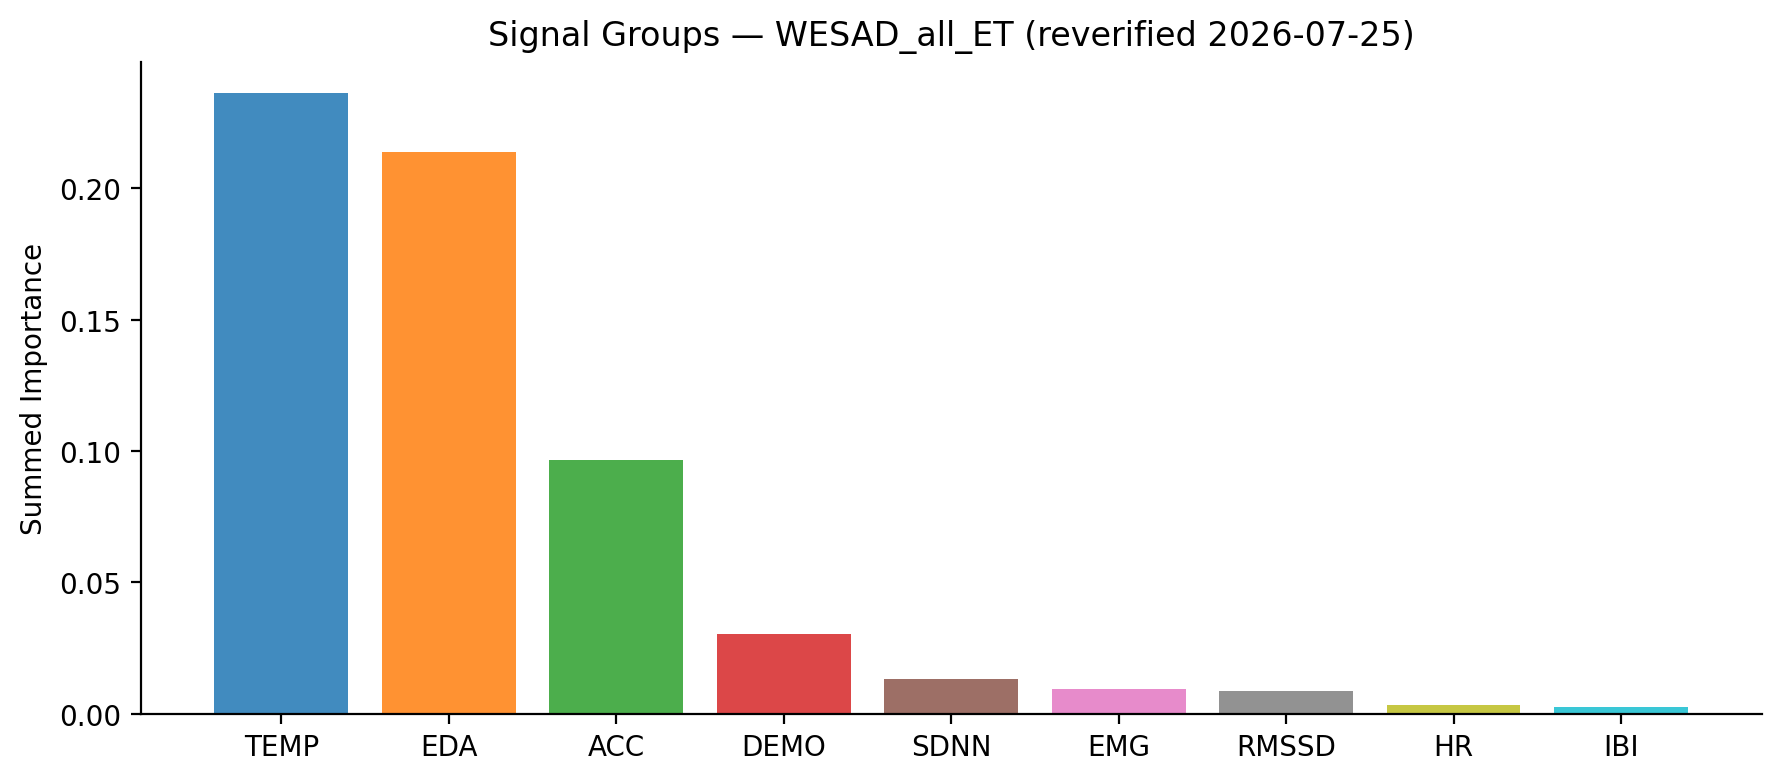 Signal Groups — WESAD_all_ET (reverified 2026-07-25)
Summed Importance
0.20
0.15
0.10
0.05
0.00
TEMP EDA ACC DEMO SDNN EMG RMSSD HR IBI